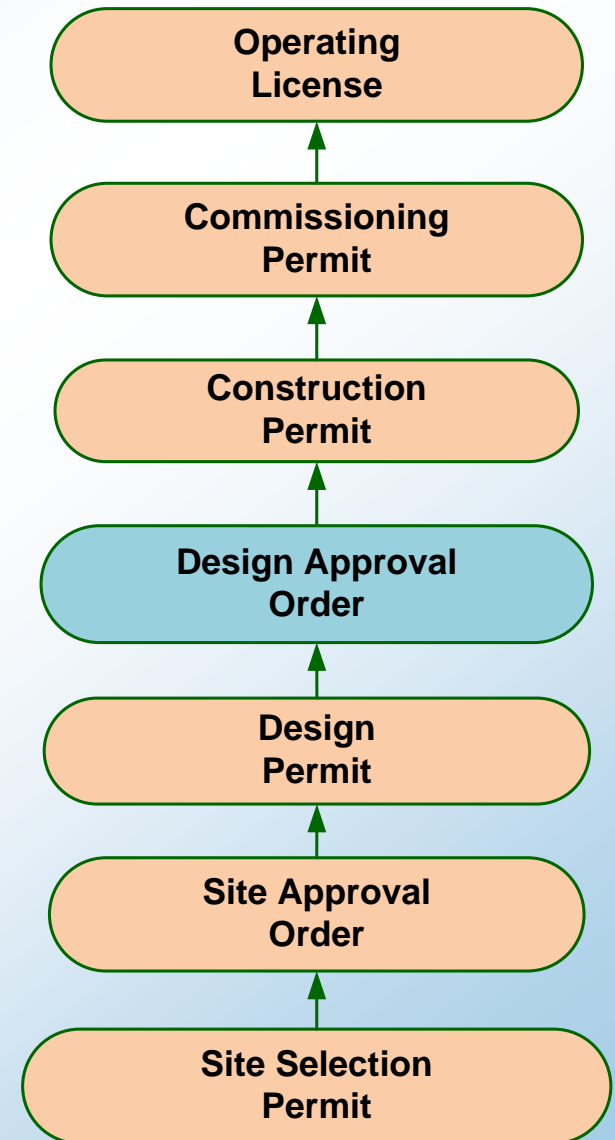 Operating
License
Commissioning
Permit
Construction
Permit
Design Approval
Order
Design
Permit
Site Approval
Order
Site Selection
Permit